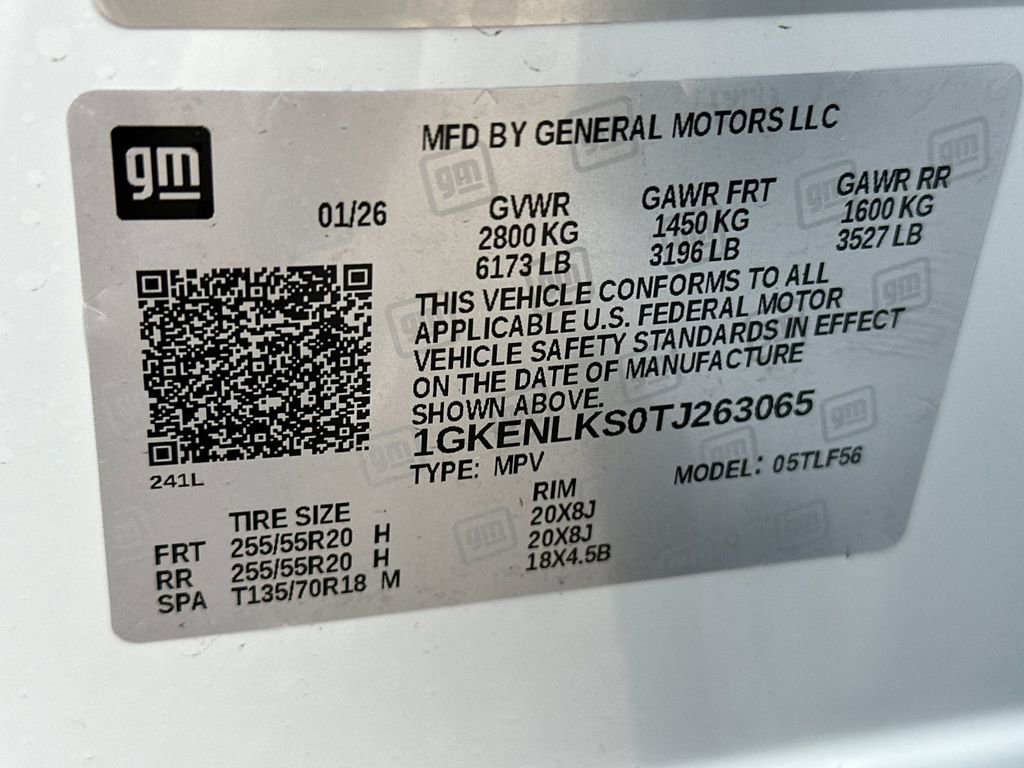 gm
MFD BY GENERAL MOTORS LLC
01/26
GVWR GAWR FRT GAWR RR
2800 KG 1450 KG 1600 KG
6173 LB 3196 LB 3527 LB
THIS VEHICLE CONFORMS TO ALL
APPLICABLE U.S. FEDERAL MOTOR
VEHICLE SAFETY STANDARDS IN EFFECT
ON THE DATE OF MANUFACTURE
SHOWN ABOVE.
1GKENLKS0TJ263065
TYPE: MPV MODEL: 05TLF56
241L
TIRE SIZE RIM
FRT 255/55R20 H 20X8J
RR 255/55R20 H 20X8J
SPA T135/70R18 M 18X4.5B